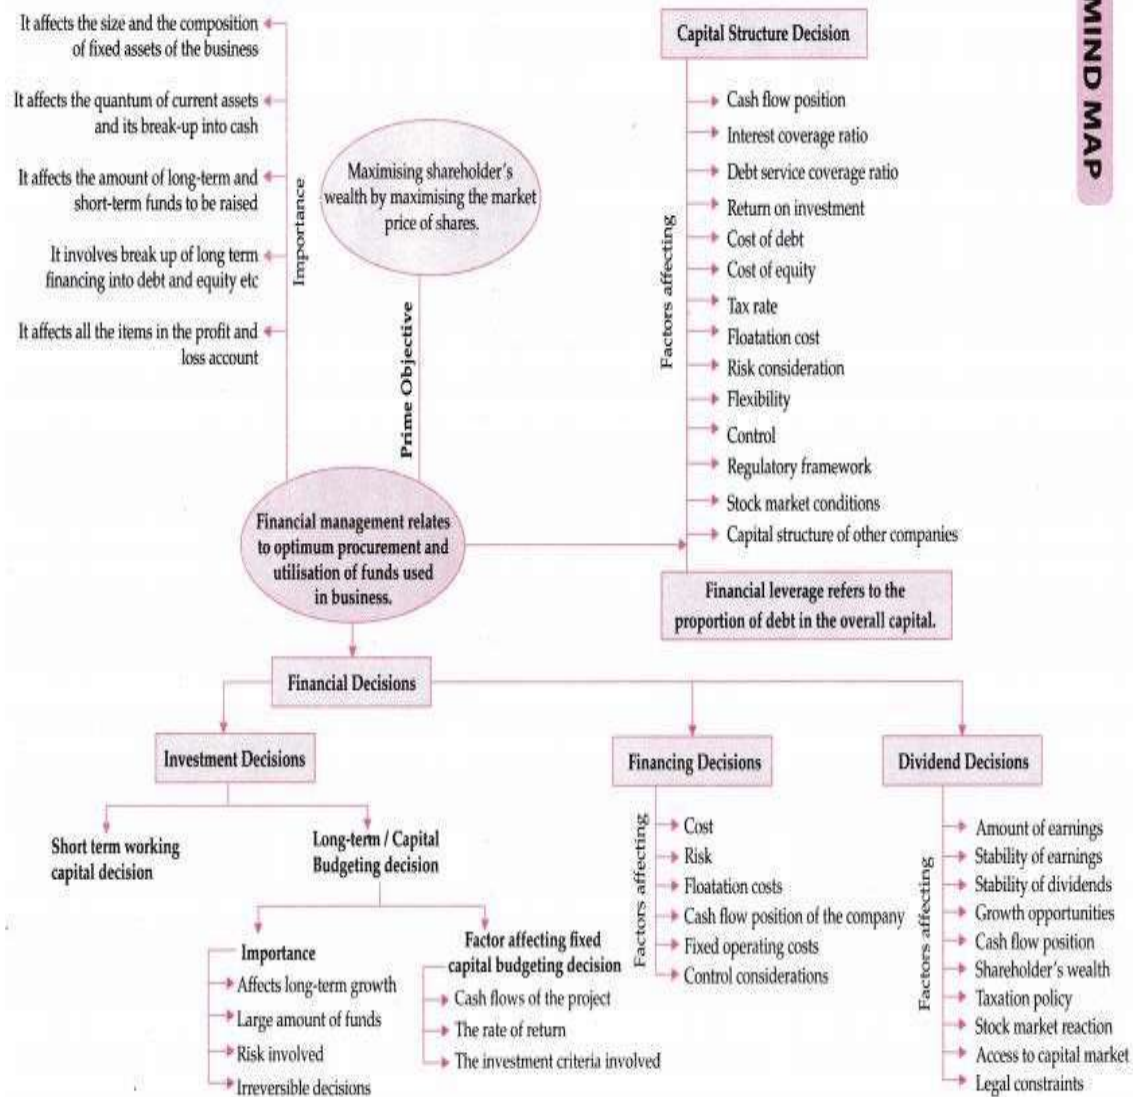 MIND MAP
It affects the size and the composition
of fixed assets of the business
It affects the quantum of current assets
and its break-up into cash
It affects the amount of long-term and
short-term funds to be raised
It involves break up of long term
financing into debt and equity etc
It affects all the items in the profit and
loss account
Importance
Maximising shareholder's
wealth by maximising the market
price of shares.
Prime Objective
Financial management relates
to optimum procurement and
utilisation of funds used
in business.
Capital Structure Decision
Factors affecting
Cash flow position
Interest coverage ratio
Debt service coverage ratio
Return on investment
Cost of debt
Cost of equity
Tax rate
Floatation cost
Risk consideration
Flexibility
Control
Regulatory framework
Stock market conditions
Capital structure of other companies
Financial leverage refers to the
proportion of debt in the overall capital.
Financial Decisions
Investment Decisions
Short term working
capital decision
Long-term / Capital
Budgeting decision
Importance
Affects long-term growth
Large amount of funds
Risk involved
Irreversible decisions
Factor affecting fixed
capital budgeting decision
Cash flows of the project
The rate of return
The investment criteria involved
Financing Decisions
Factors affecting
Cost
Risk
Floatation costs
Cash flow position of the company
Fixed operating costs
Control considerations
Dividend Decisions
Factors affecting
Amount of earnings
Stability of earnings
Stability of dividends
Growth opportunities
Cash flow position
Shareholder's wealth
Taxation policy
Stock market reaction
Access to capital market
Legal constraints